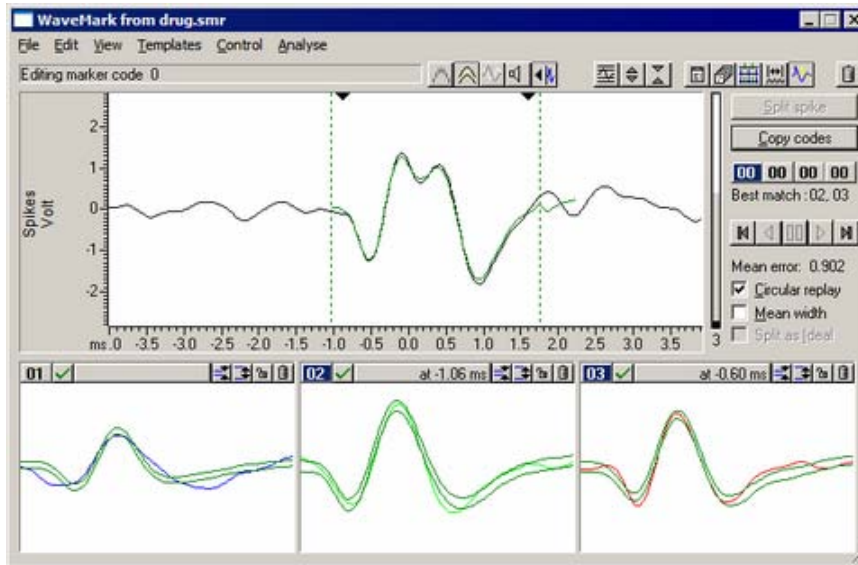 WaveMark from drug.smr
File Edit View Templates Control Analyse
Editing marker code 0
Split spike
Copy codes
00 00 00 00
Best match : 02, 03
Mean error: 0.902
Circular replay
Mean width
Split as Ideal
Spikes
Volt
2
1
0
-1
-2
ms.0 -3.5 -3.0 -2.5 -2.0 -1.5 -1.0 -0.5 0.0 0.5 1.0 1.5 2.0 2.5 3.0 3.5
3
01
02 at -1.06 ms
03 at -0.60 ms